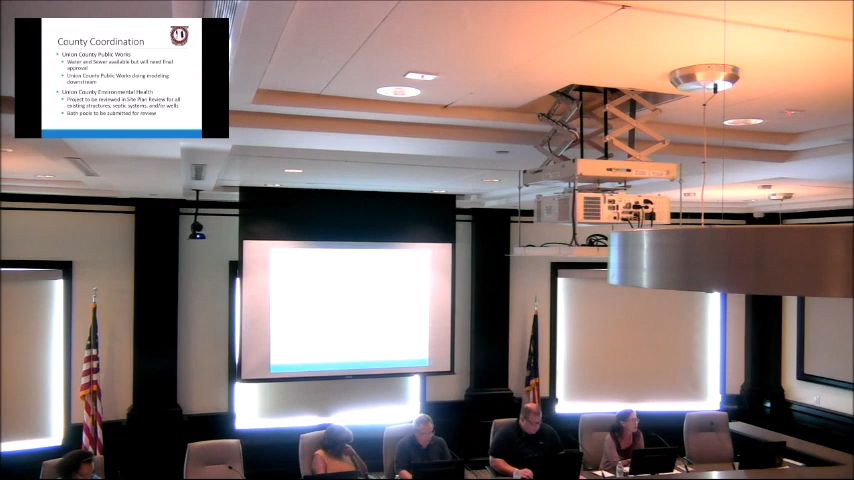 County Coordination
Union County Public Works
Water and Sewer available but will need final
approval
Union County Public Works doing modeling
downstream
Union County Environmental Health
Project to be reviewed in Site Plan Review for all
existing structures, septic systems, and/or wells
Both pools to be submitted for review